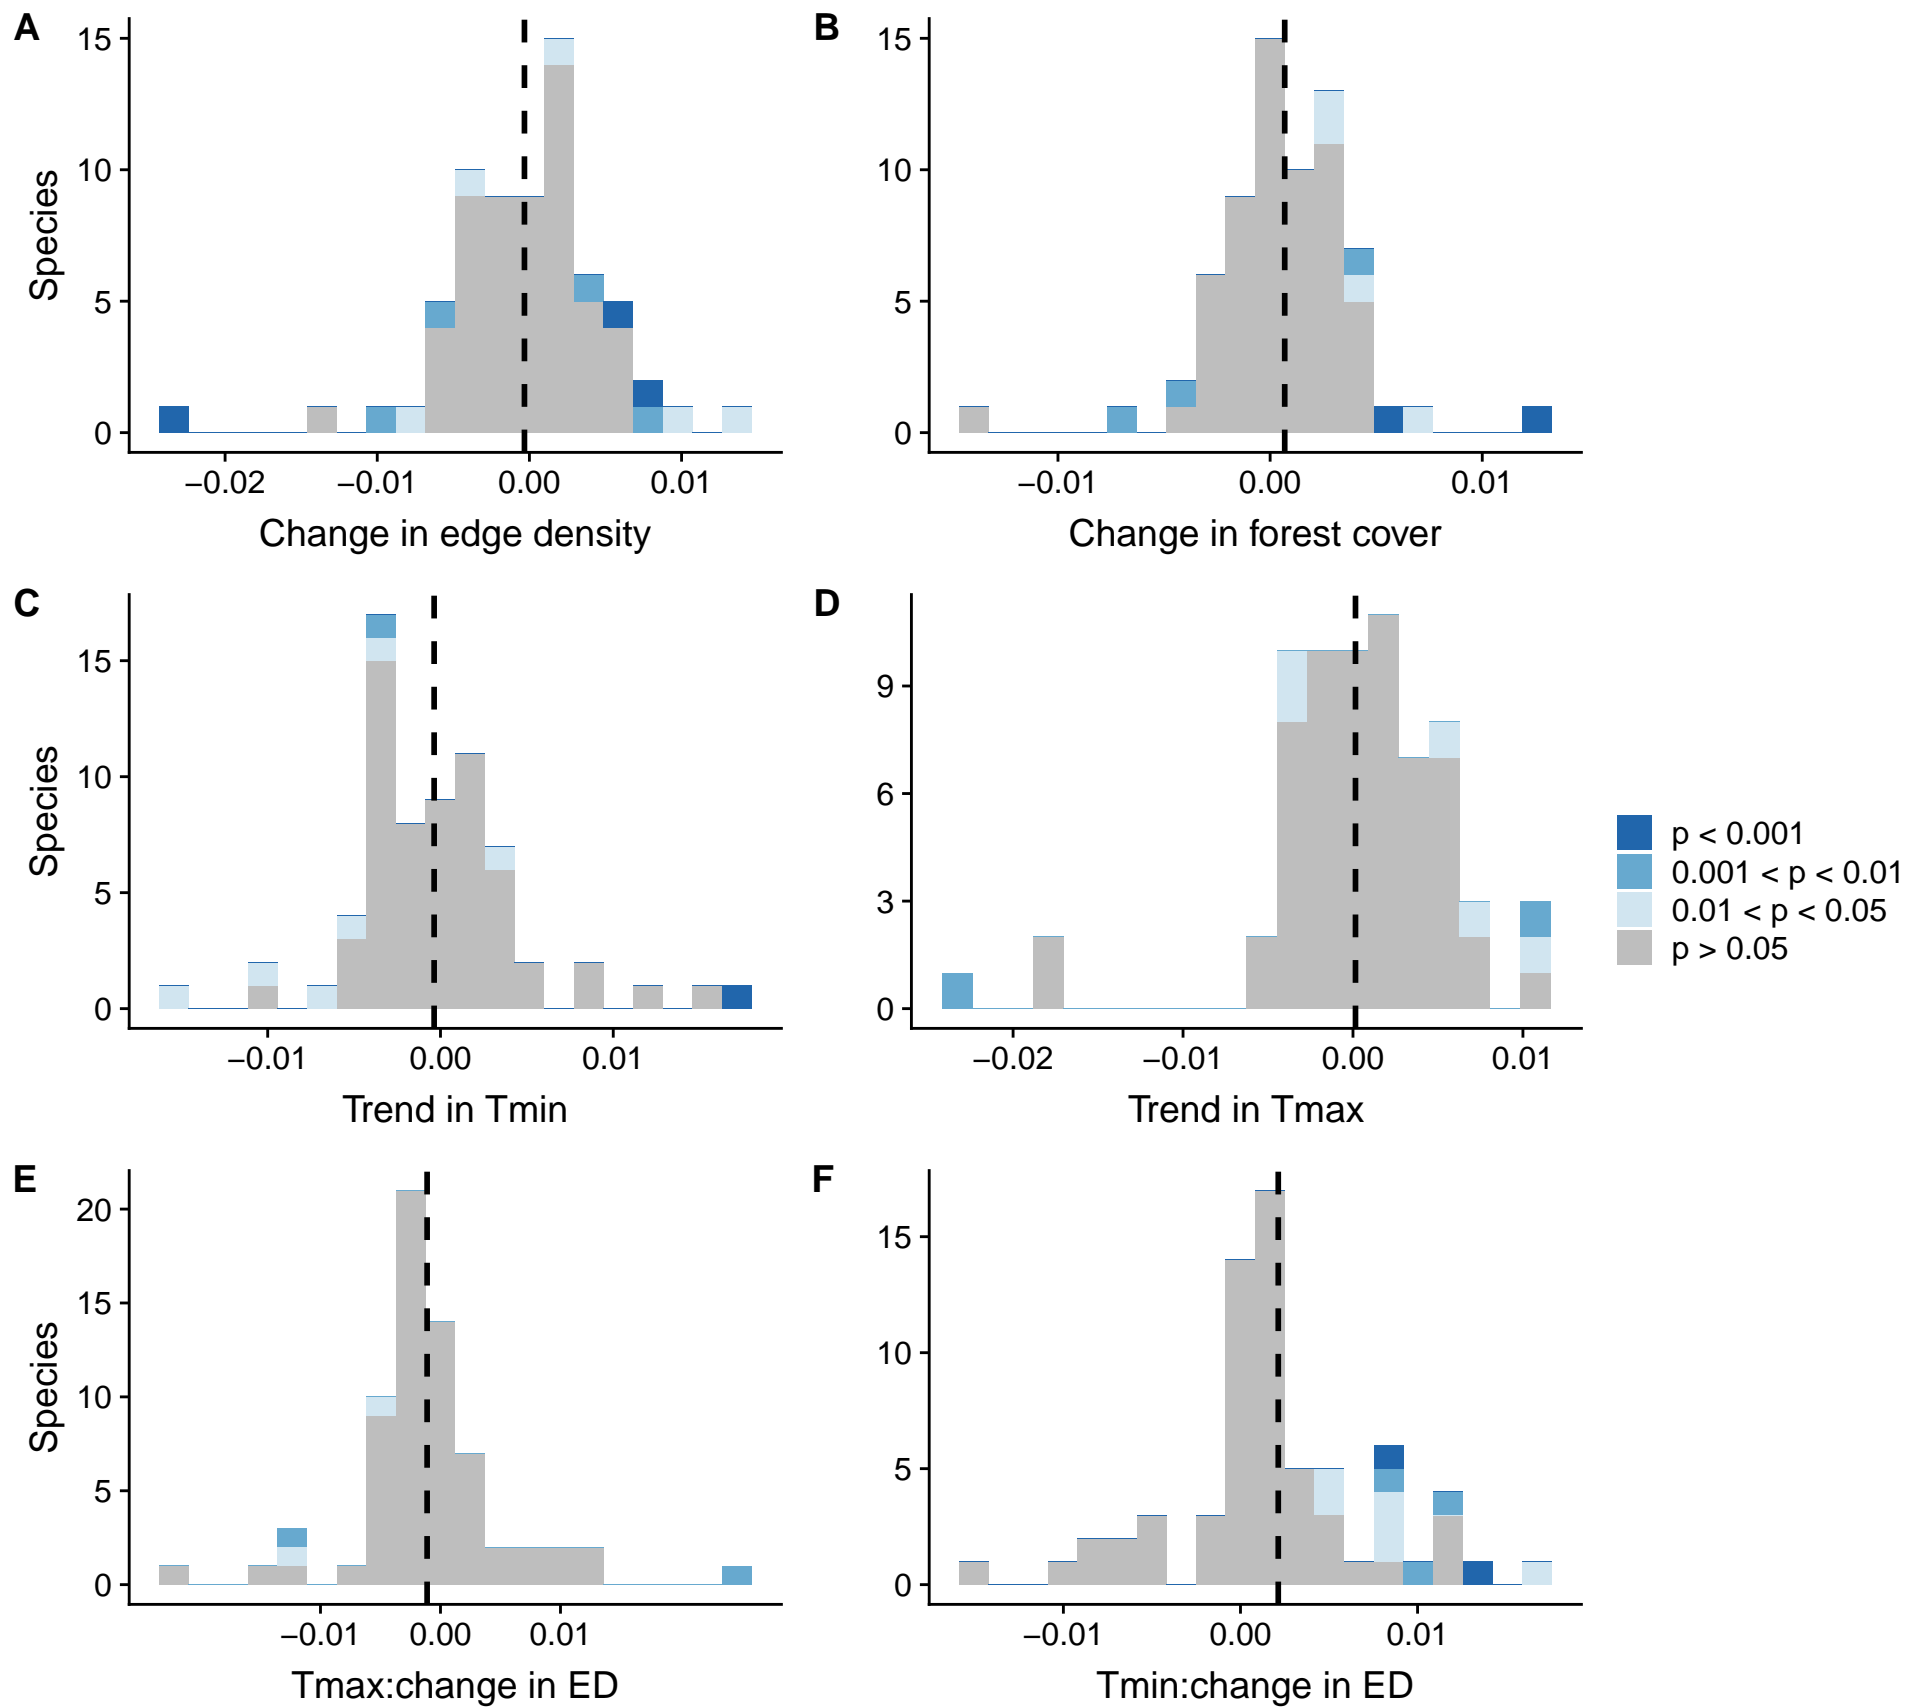 A
B
15
10
5
0
Species
−0.02
−0.01
0.00
0.01
Change in edge density
15
10
5
0
−0.01
0.00
0.01
Change in forest cover
C
D
15
10
5
0
Species
−0.01
0.00
0.01
Trend in Tmin
9
6
3
0
−0.02
−0.01
0.00
0.01
Trend in Tmax
p < 0.001
0.001 < p < 0.01
0.01 < p < 0.05
p > 0.05
E
F
20
15
10
5
0
Species
−0.01
0.00
0.01
Tmax:change in ED
15
10
5
0
−0.01
0.00
0.01
Tmin:change in ED